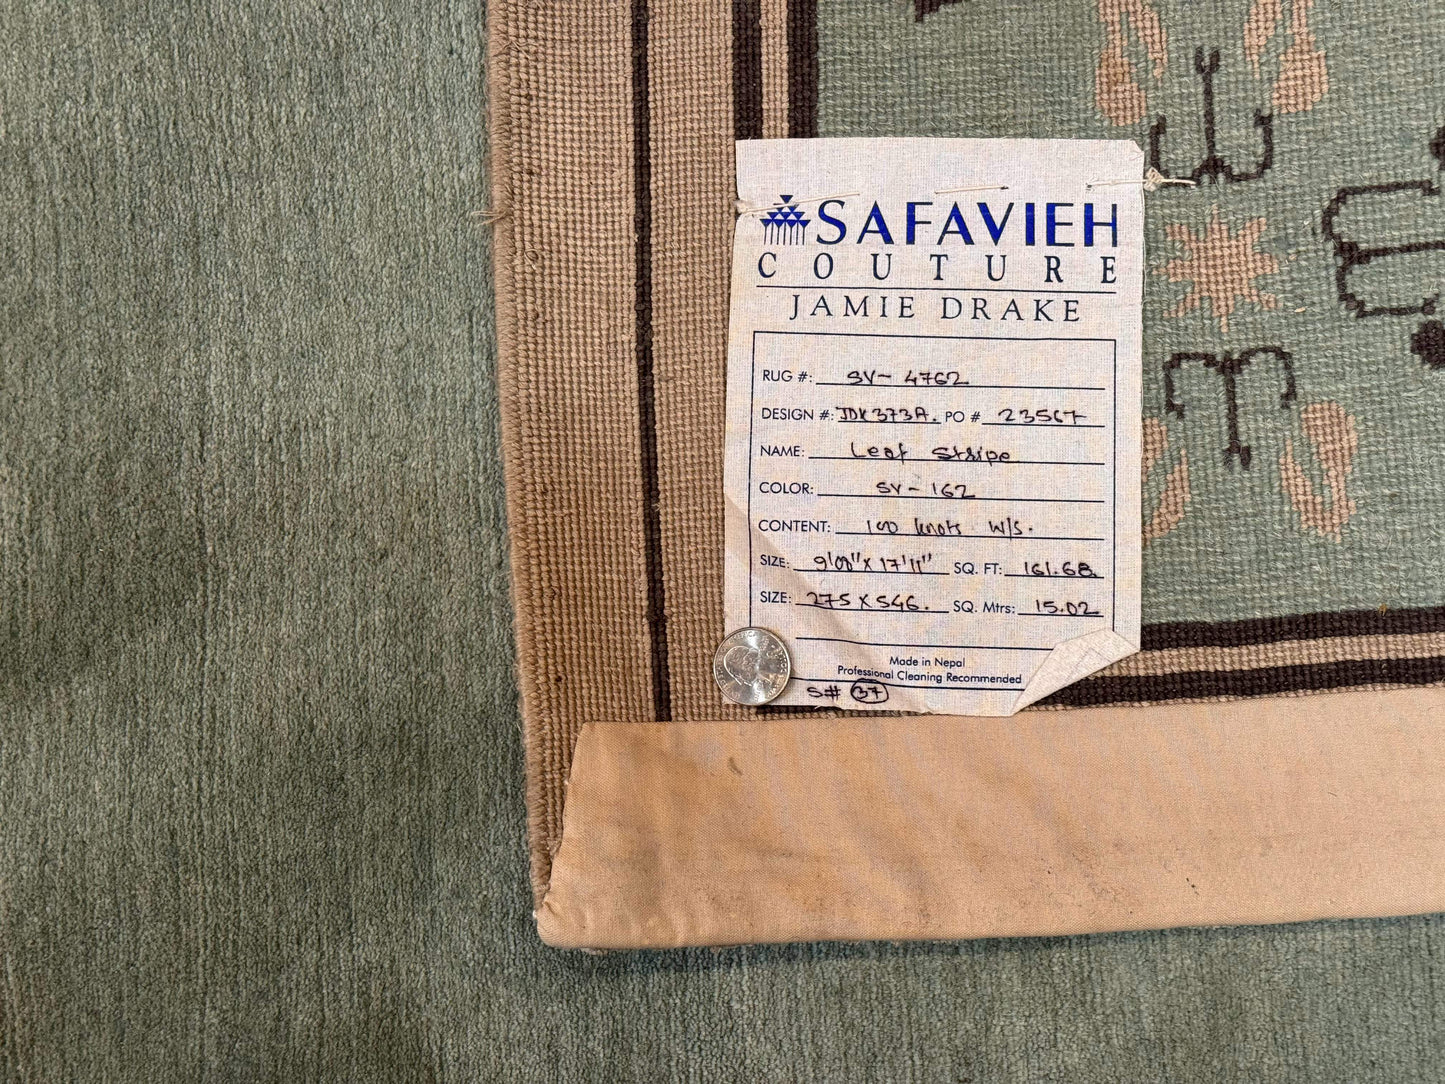 SAFAVIEH
COUTURE
JAMIE DRAKE
RUG #: SV- 4762
DESIGN #: JDK373A. PO # 23567
NAME: Leaf Stripe
COLOR: SV-162
CONTENT: 100 knots W/S.
SIZE: 9'00" X 17'11" SQ. FT: 161.68
SIZE: 275 X 546. SQ. Mtrs: 15.02
Made in Nepal
Professional Cleaning Recommended
S# 37